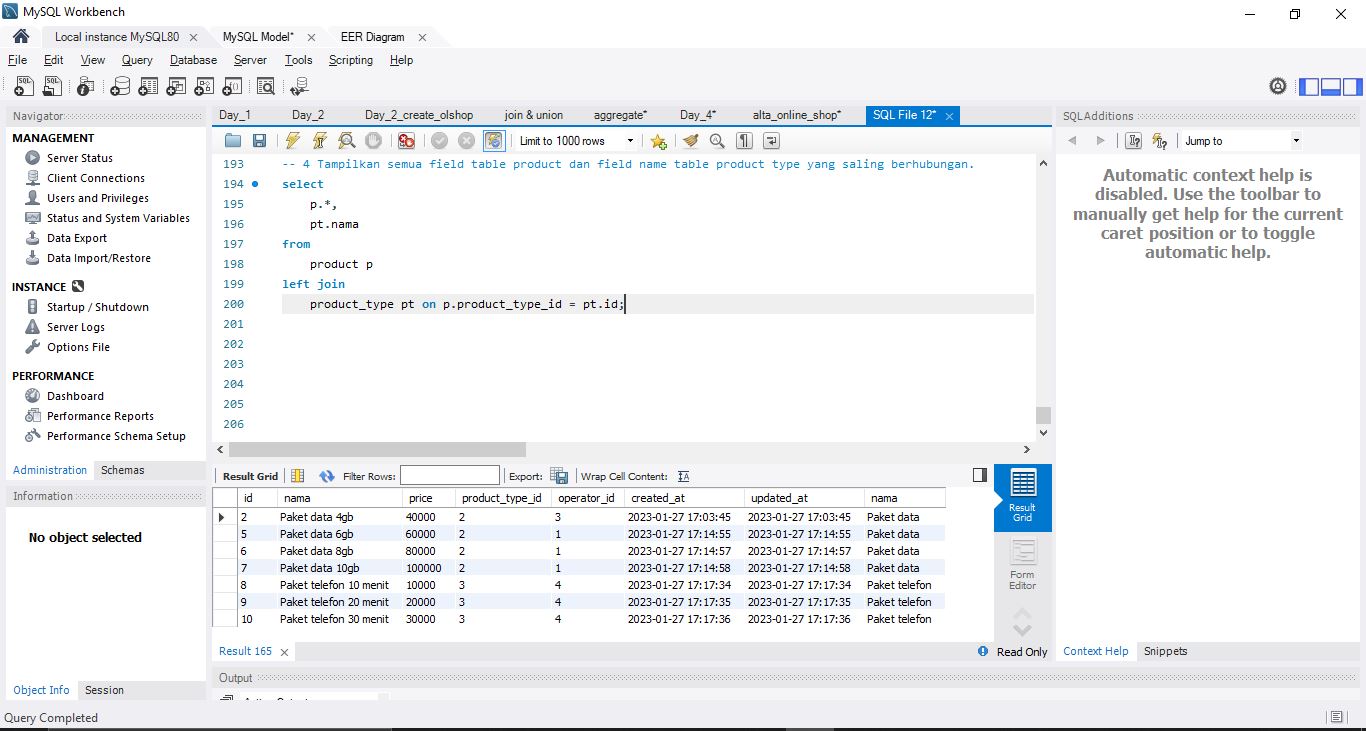 MySQL Workbench
Local instance MySQL80
MySQL Model*
EER Diagram
File Edit View Query Database Server Tools Scripting Help
Day_1 Day_2 Day_2_create_olshop join & union aggregate* Day_4* alta_online_shop* SQL File 12*
Limit to 1000 rows
Navigator
MANAGEMENT
Server Status
Client Connections
Users and Privileges
Status and System Variables
Data Export
Data Import/Restore
INSTANCE
Startup / Shutdown
Server Logs
Options File
PERFORMANCE
Dashboard
Performance Reports
Performance Schema Setup
Administration Schemas
Information
No object selected
Object Info Session
193 -- 4 Tampilkan semua field table product dan field name table product type yang saling berhubungan.
194 select
195 p.*,
196 pt.nama
197 from
198 product p
199 left join
200 product_type pt on p.product_type_id = pt.id;
201
202
203
204
205
206
Result Grid Filter Rows: Export: Wrap Cell Content:
id nama price product_type_id operator_id created_at updated_at nama
2 Paket data 4gb 40000 2 3 2023-01-27 17:03:45 2023-01-27 17:03:45 Paket data
5 Paket data 6gb 60000 2 1 2023-01-27 17:14:55 2023-01-27 17:14:55 Paket data
6 Paket data 8gb 80000 2 1 2023-01-27 17:14:57 2023-01-27 17:14:57 Paket data
7 Paket data 10gb 100000 2 1 2023-01-27 17:14:58 2023-01-27 17:14:58 Paket data
8 Paket telefon 10 menit 10000 3 4 2023-01-27 17:17:34 2023-01-27 17:17:34 Paket telefon
9 Paket telefon 20 menit 20000 3 4 2023-01-27 17:17:35 2023-01-27 17:17:35 Paket telefon
10 Paket telefon 30 menit 30000 3 4 2023-01-27 17:17:36 2023-01-27 17:17:36 Paket telefon
Result
Grid
Form
Editor
Result 165
Read Only
Output
SQLAdditions
Jump to
Automatic context help is
disabled. Use the toolbar to
manually get help for the current
caret position or to toggle
automatic help.
Context Help Snippets
Query Completed